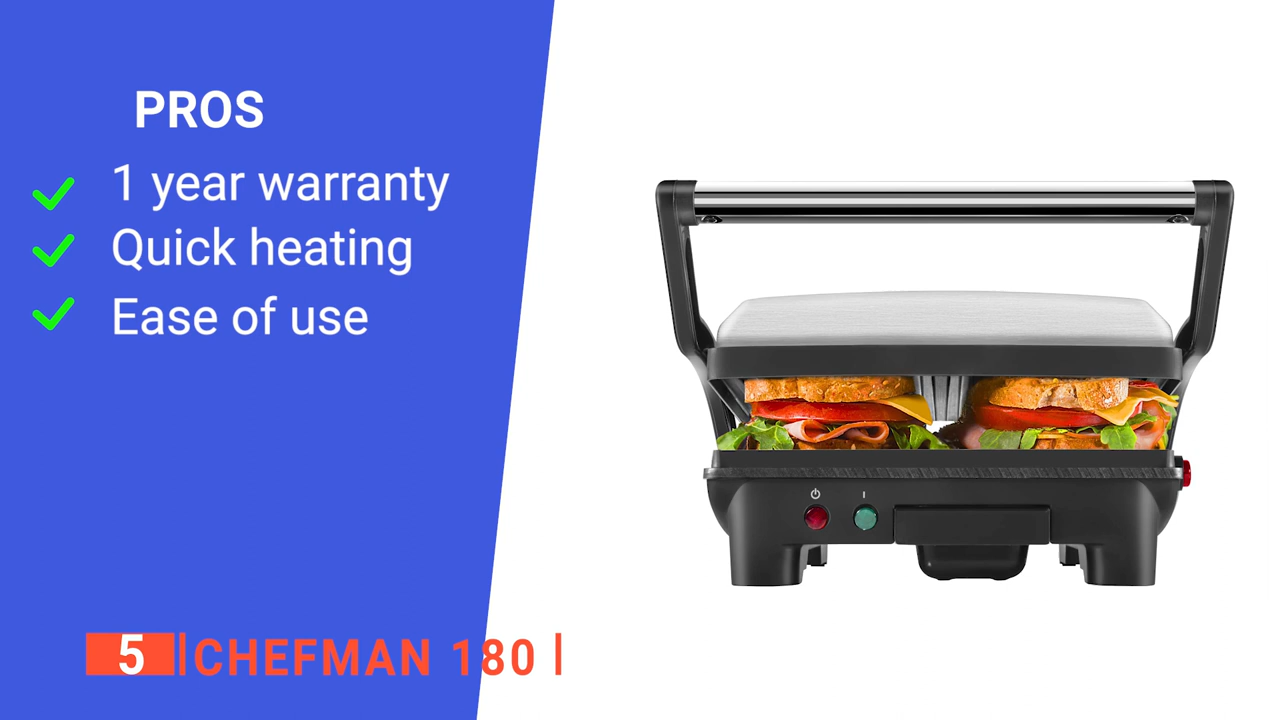 PROS
1 year warranty
Quick heating
Ease of use
5 CHEFMAN 180